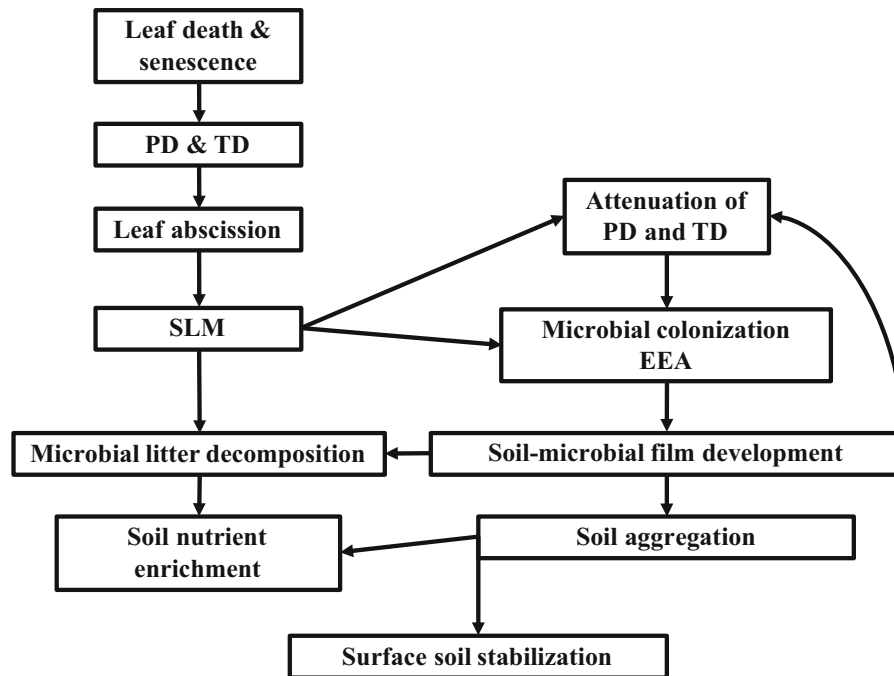 Leaf death &
senescence
PD & TD
Leaf abscission
SLM
Attenuation of
PD and TD
Microbial colonization
EEA
Microbial litter decomposition
Soil-microbial film development
Soil nutrient
enrichment
Soil aggregation
Surface soil stabilization